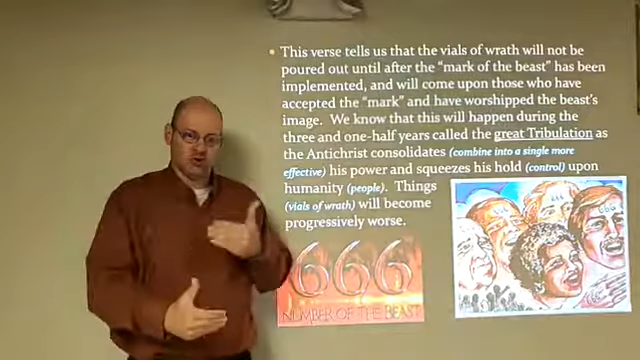 • This verse tells us that the vials of wrath will not be
poured out until after the “mark of the beast” has been
implemented, and will come upon those who have
accepted the “mark” and have worshipped the beast’s
image. We know that this will happen during the
three and one-half years called the great Tribulation as
the Antichrist consolidates (combine into a single more
effective) his power and squeezes his hold (control) upon
humanity (people). Things
(vials of wrath) will become
progressively worse.
666
NUMBER OF THE BEAST
666
666